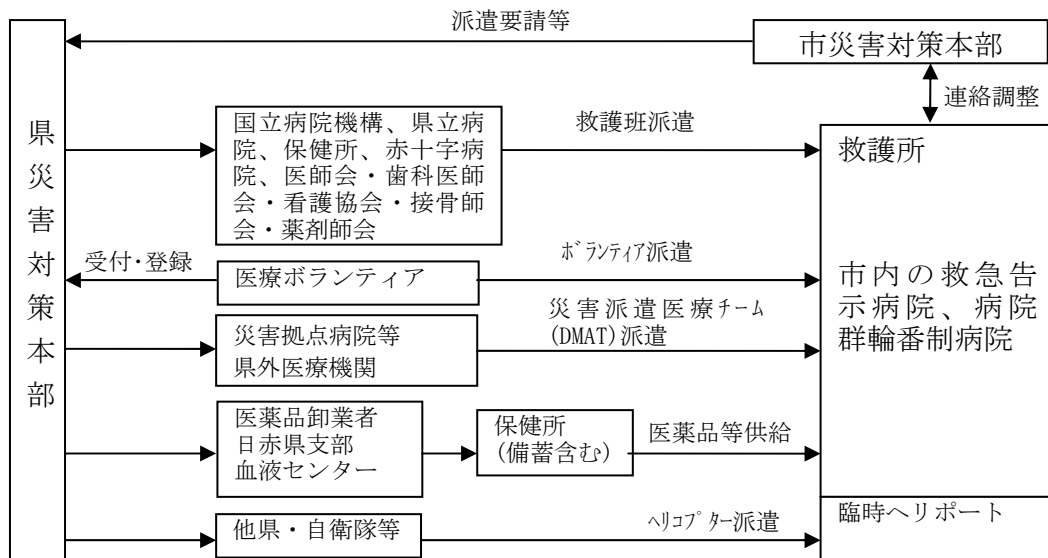 派遣要請等
市災害対策本部
連絡調整
県災害対策本部
国立病院機構、県立病
院、保健所、赤十字病
院、医師会・歯科医師
会・看護協会・接骨師
会・薬剤師会
救護班派遣
救護所
受付・登録
医療ボランティア
ﾎﾞﾗﾝﾃｨｱ派遣
市内の救急告
示病院、病院
群輪番制病院
災害拠点病院等
県外医療機関
災害派遣医療ﾁｰﾑ
(DMAT)派遣
医薬品卸業者
日赤県支部
血液センター
保健所
(備蓄含む)
医薬品等供給
他県・自衛隊等
ﾍﾘｺﾌﾟﾀｰ派遣
臨時ヘリポート